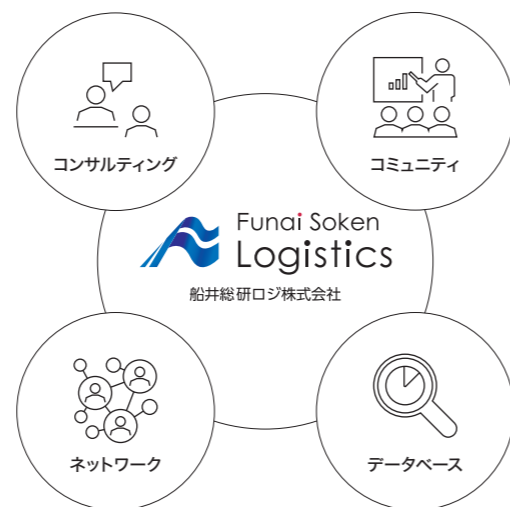 コンサルティング
コミュニティ
Funai Soken
Logistics
船井総研ロジ株式会社
ネットワーク
データベース